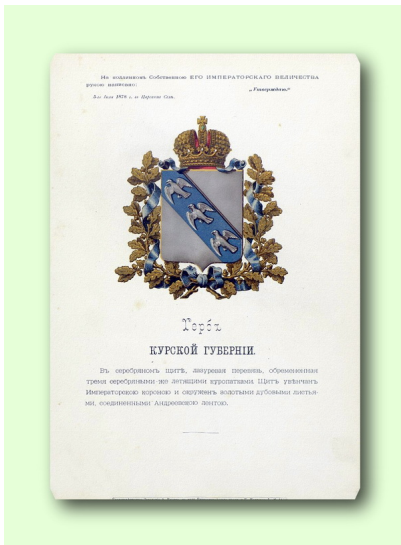 На подлинномъ Собственною ЕГО ИМПЕРАТОРСКАГО ВЕЛИЧЕСТВА
рукою написано:
„Утверждаю."
Гербъ
КУРСКОЙ ГУБЕРНІИ.
Въ серебряномъ щитѣ, лазуревая перевязь, обремененная
тремя серебряными же летящими куропатками. Щитъ увѣнчанъ
Императорскою короною и окруженъ золотыми дубовыми листья-
ми, соединенными Андреевскою лентою.